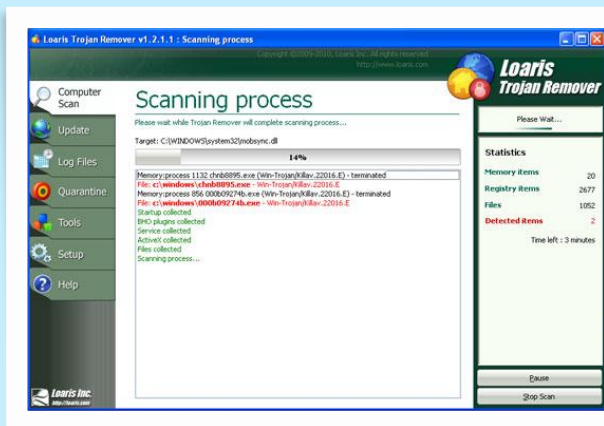 Loaris Trojan Remover v1.2.1.1 : Scanning process
Copyright ©2009-2010, Loaris Inc. All rights reserved
http://www.loaris.com
Loaris
Trojan Remover
Computer
Scan
Update
Log Files
Quarantine
Tools
Setup
Help
Loaris Inc.
http://loaris.com
Scanning process
Please wait while Trojan Remover will complete scanning process...
Target: C:\WINDOWS\system32\mobsync.dll
14%
Memory:process 1132 chnb8895.exe (Win-Trojan/Killav.22016.E) - terminated
File: c:\windows\chnb8895.exe - Win-Trojan/Killav.22016.E
Memory:process 856 000b09274b.exe (Win-Trojan/Killav.22016.E) - terminated
File: c:\windows\000b09274b.exe - Win-Trojan/Killav.22016.E
Startup collected
BHO plugins collected
Service collected
ActiveX collected
Files collected
Scanning process...
Please Wait...
Statistics
Memory items 20
Registry items 2677
Files 1052
Detected items 2
Time left : 3 minutes
Pause
Stop Scan